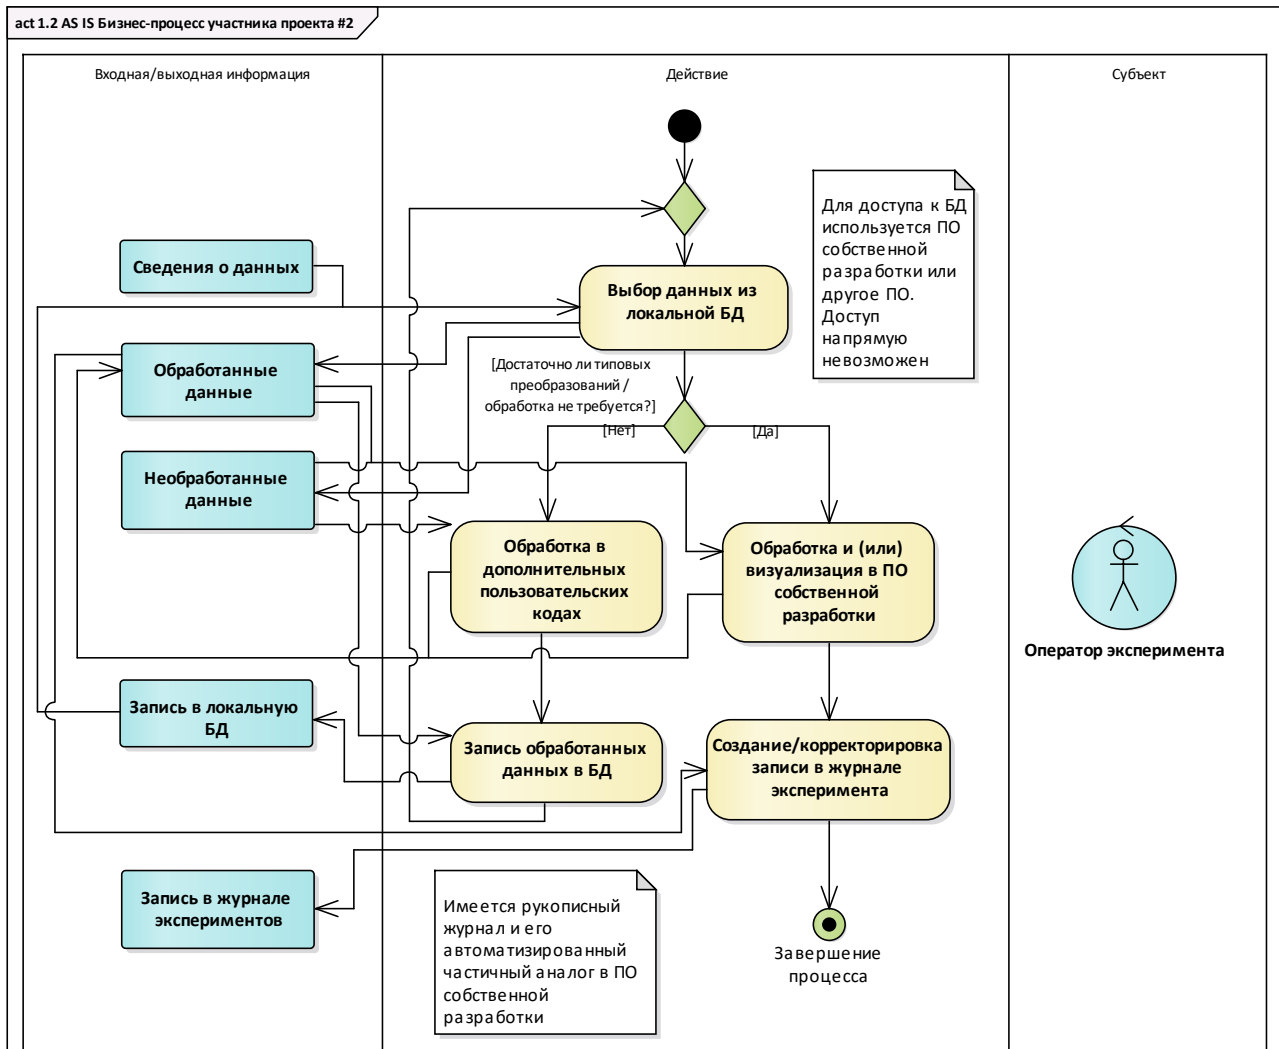 act 1.2 AS IS Бизнес-процесс участника проекта #2
Входная/выходная информация
Действие
Субъект
Для доступа к БД
используется ПО
собственной
разработки или
другое ПО.
Доступ
напрямую
невозможен
Сведения о данных
Выбор данных из
локальной БД
Обработанные
данные
[Достаточно ли типовых
преобразований /
обработка не требуется?]
[Нет]
[Да]
Необработанные
данные
Обработка в
дополнительных
пользовательских
кодах
Обработка и (или)
визуализация в ПО
собственной
разработки
Оператор эксперимента
Запись в локальную
БД
Запись обработанных
данных в БД
Создание/корректорировка
записи в журнале
эксперимента
Запись в журнале
экспериментов
Имеется рукописный
журнал и его
автоматизированный
частичный аналог в ПО
собственной
разработки
Завершение
процесса